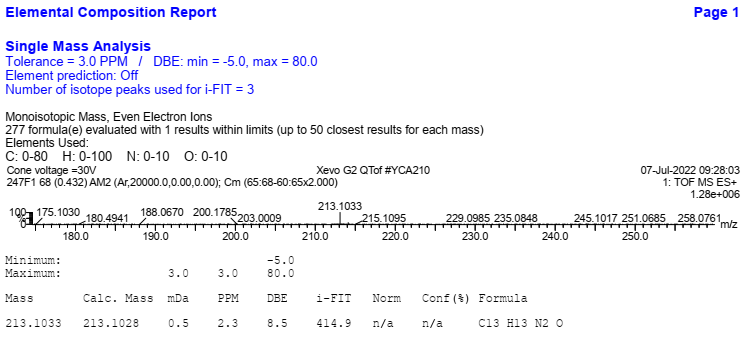 Elemental Composition Report Page 1
Single Mass Analysis
Tolerance = 3.0 PPM / DBE: min = -5.0, max = 80.0
Element prediction: Off
Number of isotope peaks used for i-FIT = 3
Monoisotopic Mass, Even Electron Ions
277 formula(e) evaluated with 1 results within limits (up to 50 closest results for each mass)
Elements Used:
C: 0-80 H: 0-100 N: 0-10 O: 0-10
Cone voltage =30V Xevo G2 QTof #YCA210 07-Jul-2022 09:28:03
247F1 68 (0.432) AM2 (Ar,20000.0,0.00,0.00); Cm (65:68-60:65x2.000) 1: TOF MS ES+
1.28e+006
213.1033
100 175.1030 180.4941 188.0670 200.1785 203.0009 215.1095 229.0985 235.0848 245.1017 251.0685 258.0761
%
0 m/z
180.0 190.0 200.0 210.0 220.0 230.0 240.0 250.0
Minimum: -5.0
Maximum: 3.0 3.0 80.0
Mass Calc. Mass mDa PPM DBE i-FIT Norm Conf(%) Formula
213.1033 213.1028 0.5 2.3 8.5 414.9 n/a n/a C13 H13 N2 O